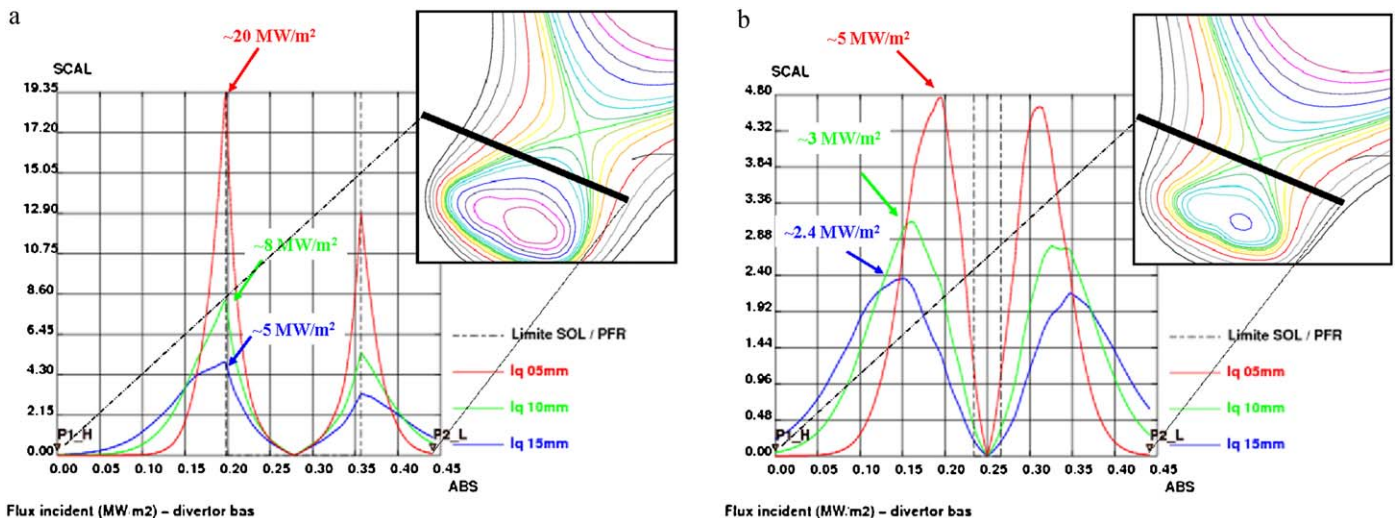 a
~20 MW/m²
SCAL
19.35
17.20
15.05
12.90
10.75
8.60
6.45
4.30
2.15
0.00
~8 MW/m²
~5 MW/m²
P1_H
P2_L
Limite SOL / PFR
lq 05mm
lq 10mm
lq 15mm
0.00 0.05 0.10 0.15 0.20 0.25 0.30 0.35 0.40 0.45
ABS
Flux incident (MW.m2) – divertor bas
b
~5 MW/m²
SCAL
4.80
4.32
3.84
3.36
2.88
2.40
1.92
1.44
0.96
0.48
0.00
~3 MW/m²
~2.4 MW/m²
P1_H
P2_L
Limite SOL / PFR
lq 05mm
lq 10mm
lq 15mm
0.00 0.05 0.10 0.15 0.20 0.25 0.30 0.35 0.40 0.45
ABS
Flux incident (MW.m2) – divertor bas